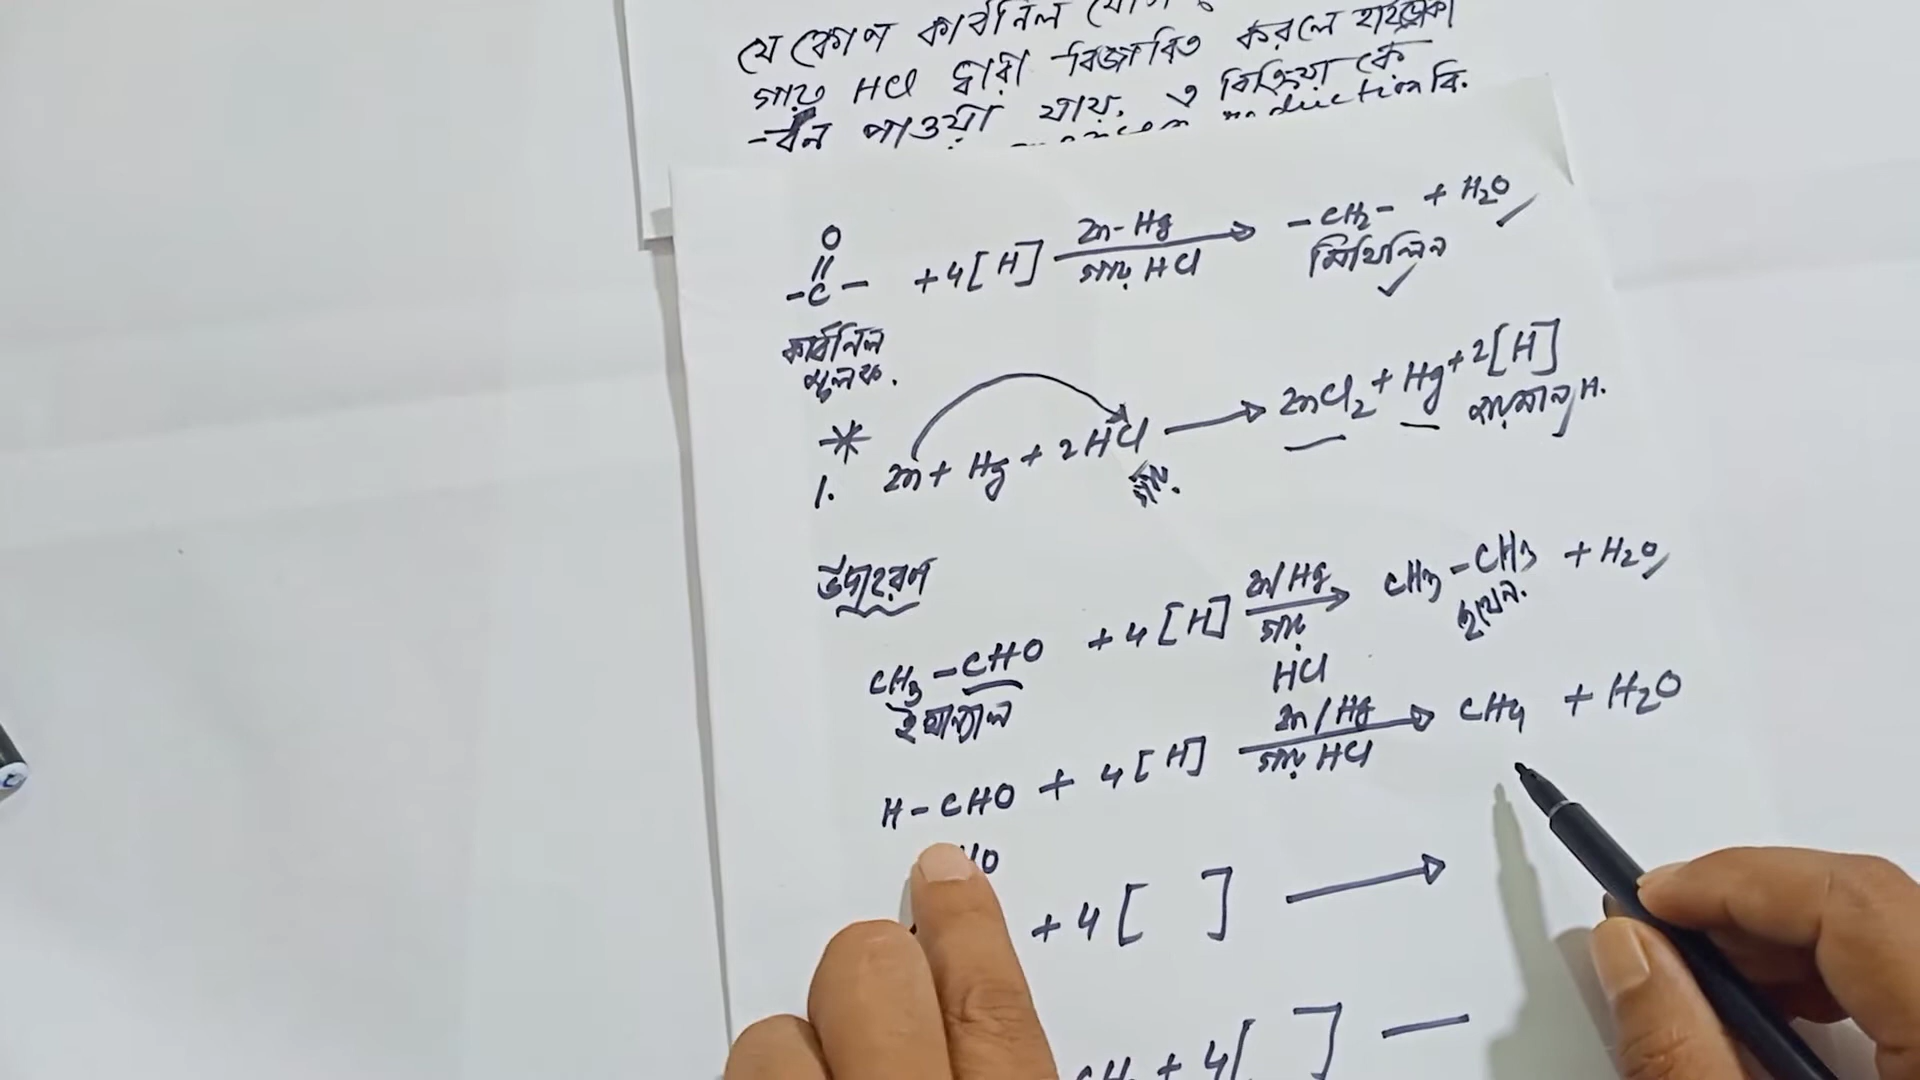 যে কোন কার্বনিল
গাঢ় HCl দ্বারা বিজারিত করলে হাইড্রোকা
-র্বন পাওয়া যায়. এ বিক্রিয়া কে
reduction বি.
O
||
-C- + 4[H] Zn-Hg গাঢ় HCl → -CH2- + H2O
কার্বনিল মূলক. মিথিলিন
*
1. Zn + Hg + 2HCl → ZnCl2 + Hg + 2[H]
গাঢ়. জায়মান H.
উদাহরণ
CH3-CHO + 4[H] Zn/Hg গাঢ় HCl → CH3-CH3 + H2O
ইথান্যাল ইথেন.
H-CHO + 4[H] Zn/Hg গাঢ় HCl → CH4 + H2O
+4[ ] →
+ 4[ ] —